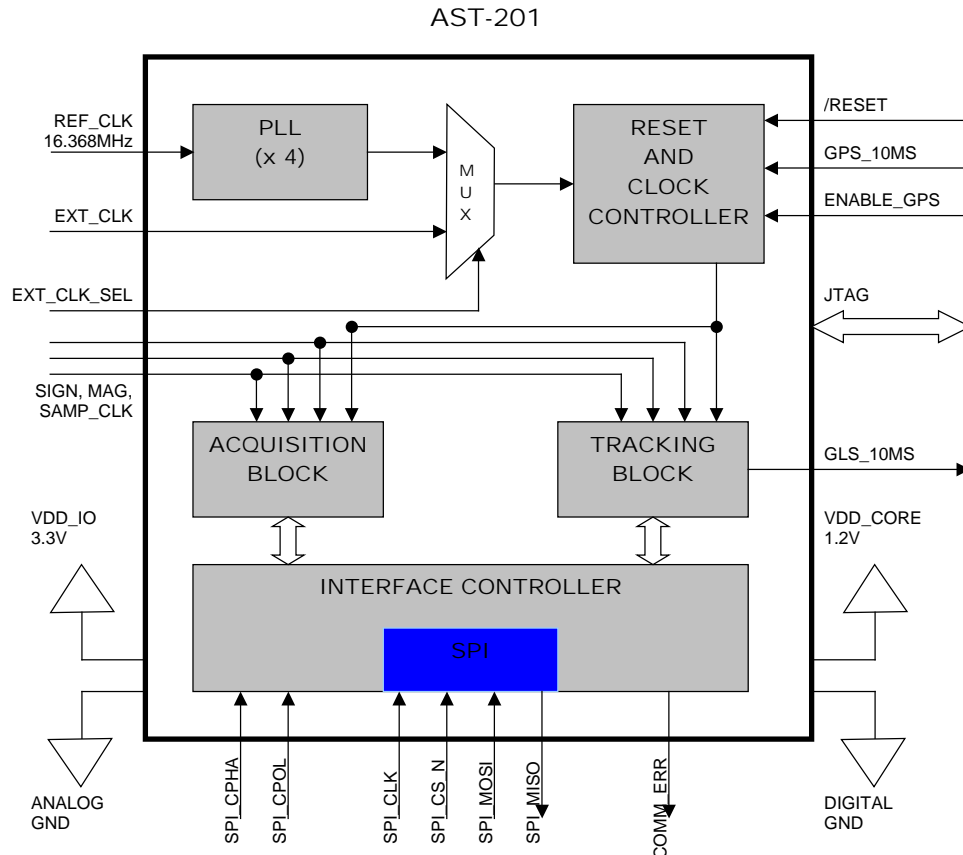 AST-201
REF_CLK
16.368MHz
PLL
(x 4)
M
U
X
RESET
AND
CLOCK
CONTROLLER
/RESET
GPS_10MS
ENABLE_GPS
EXT_CLK
EXT_CLK_SEL
JTAG
SIGN, MAG,
SAMP_CLK
ACQUISITION
BLOCK
TRACKING
BLOCK
GLS_10MS
VDD_IO
3.3V
VDD_CORE
1.2V
INTERFACE CONTROLLER
SPI
ANALOG
GND
SPI_CPHA
SPI_CPOL
SPI_CLK
SPI_CS_N
SPI_MOSI
SPI_MISO
COMM_ERR
DIGITAL
GND